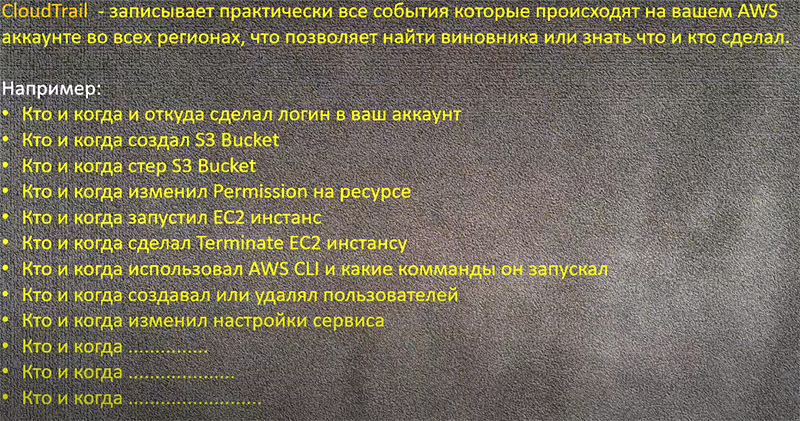 CloudTrail - записывает практически все события которые происходят на вашем AWS
аккаунте во всех регионах, что позволяет найти виновника или знать что и кто сделал.
Например:
• Кто и когда и откуда сделал логин в ваш аккаунт
• Кто и когда создал S3 Bucket
• Кто и когда стер S3 Bucket
• Кто и когда изменил Permission на ресурсе
• Кто и когда запустил EC2 инстанс
• Кто и когда сделал Terminate EC2 инстансу
• Кто и когда использовал AWS CLI и какие комманды он запускал
• Кто и когда создавал или удалял пользователей
• Кто и когда изменил настройки сервиса
• Кто и когда ...............
• Кто и когда ....................
• Кто и когда .........................